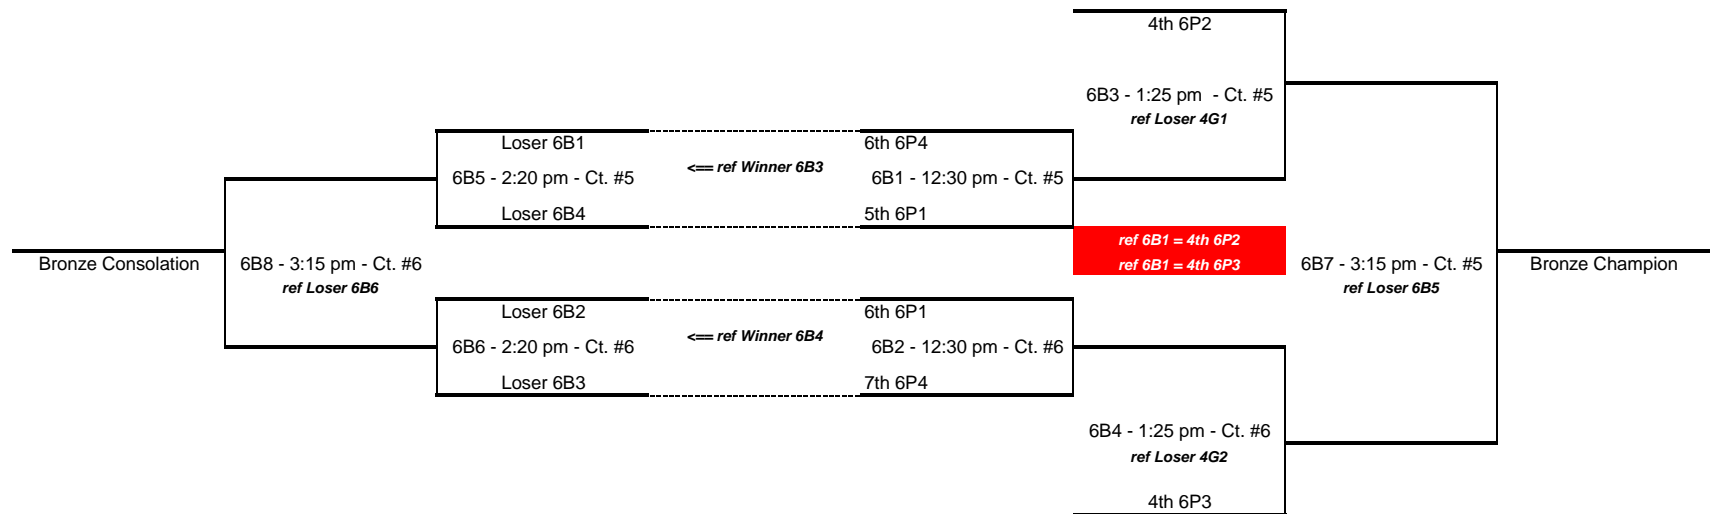 4th 6P2
6B3 - 1:25 pm  - Ct. #5
ref Loser 4G1
Loser 6B1
6th 6P4
<== ref Winner 6B3
6B5 - 2:20 pm - Ct. #5
6B1 - 12:30 pm - Ct. #5
Loser 6B4
5th 6P1
ref 6B1 = 4th 6P2
ref 6B1 = 4th 6P3
Bronze Consolation
6B8 - 3:15 pm - Ct. #6
ref Loser 6B6
6B7 - 3:15 pm - Ct. #5
ref Loser 6B5
Bronze Champion
Loser 6B2
6th 6P1
<== ref Winner 6B4
6B6 - 2:20 pm - Ct. #6
6B2 - 12:30 pm - Ct. #6
Loser 6B3
7th 6P4
6B4 - 1:25 pm - Ct. #6
ref Loser 4G2
4th 6P3